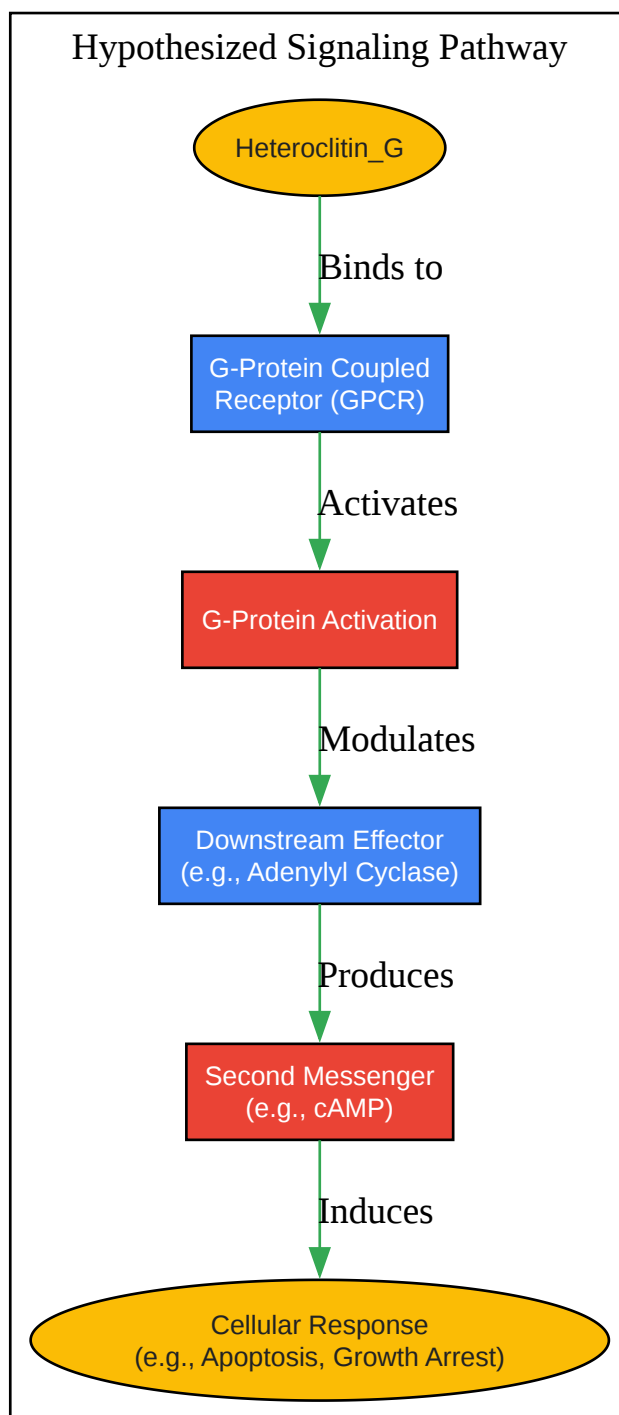 Hypothesized Signaling Pathway
Heteroclitin_G
Binds to
G-Protein Coupled
Receptor (GPCR)
Activates
G-Protein Activation
Modulates
Downstream Effector
(e.g., Adenylyl Cyclase)
Produces
Second Messenger
(e.g., cAMP)
Induces
Cellular Response
(e.g., Apoptosis, Growth Arrest)